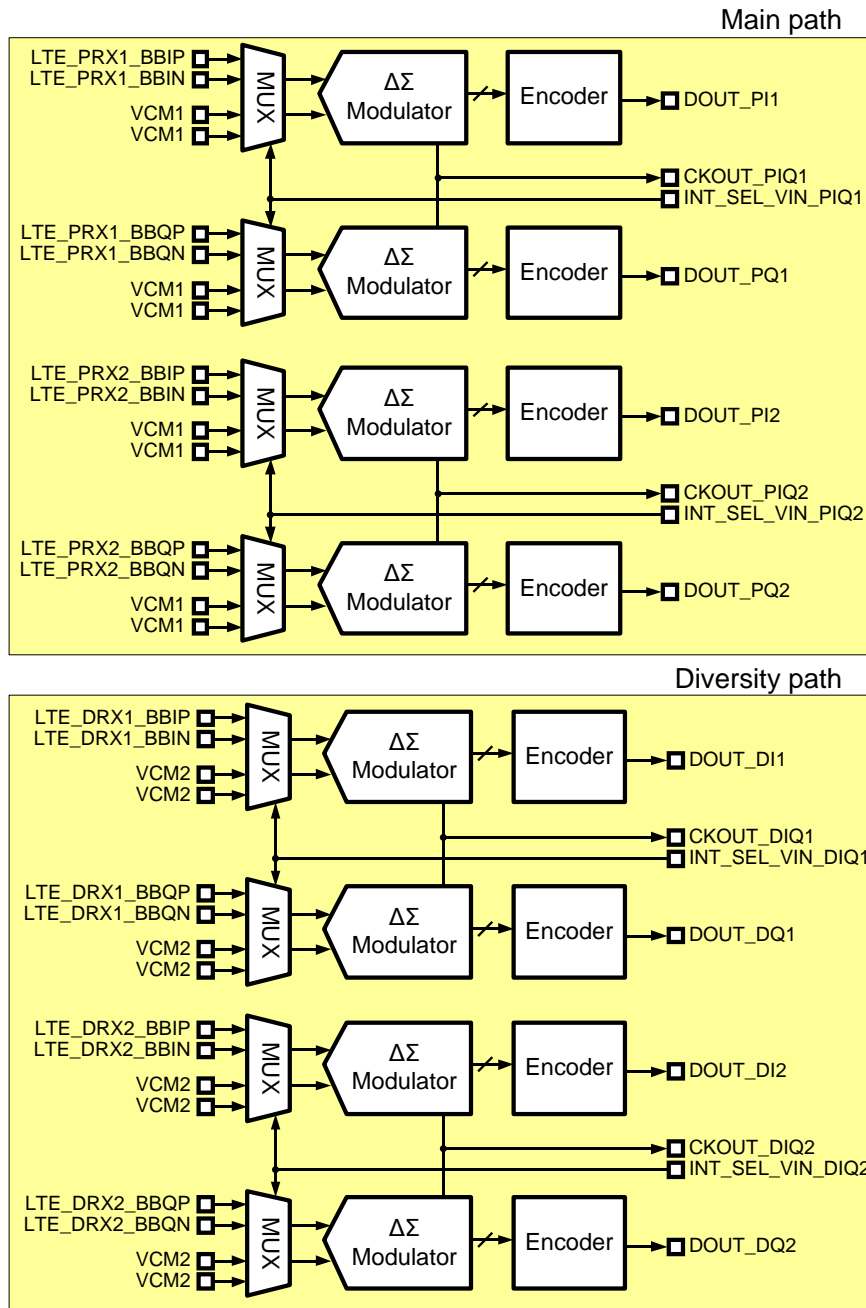 Main path
LTE_PRX1_BBIP
LTE_PRX1_BBIN
VCM1
VCM1
MUX
ΔΣ
Modulator
Encoder
DOUT_PI1
CKOUT_PIQ1
INT_SEL_VIN_PIQ1
LTE_PRX1_BBQP
LTE_PRX1_BBQN
VCM1
VCM1
MUX
ΔΣ
Modulator
Encoder
DOUT_PQ1
LTE_PRX2_BBIP
LTE_PRX2_BBIN
VCM1
VCM1
MUX
ΔΣ
Modulator
Encoder
DOUT_PI2
CKOUT_PIQ2
INT_SEL_VIN_PIQ2
LTE_PRX2_BBQP
LTE_PRX2_BBQN
VCM1
VCM1
MUX
ΔΣ
Modulator
Encoder
DOUT_PQ2
Diversity path
LTE_DRX1_BBIP
LTE_DRX1_BBIN
VCM2
VCM2
MUX
ΔΣ
Modulator
Encoder
DOUT_DI1
CKOUT_DIQ1
INT_SEL_VIN_DIQ1
LTE_DRX1_BBQP
LTE_DRX1_BBQN
VCM2
VCM2
MUX
ΔΣ
Modulator
Encoder
DOUT_DQ1
LTE_DRX2_BBIP
LTE_DRX2_BBIN
VCM2
VCM2
MUX
ΔΣ
Modulator
Encoder
DOUT_DI2
CKOUT_DIQ2
INT_SEL_VIN_DIQ2
LTE_DRX2_BBQP
LTE_DRX2_BBQN
VCM2
VCM2
MUX
ΔΣ
Modulator
Encoder
DOUT_DQ2